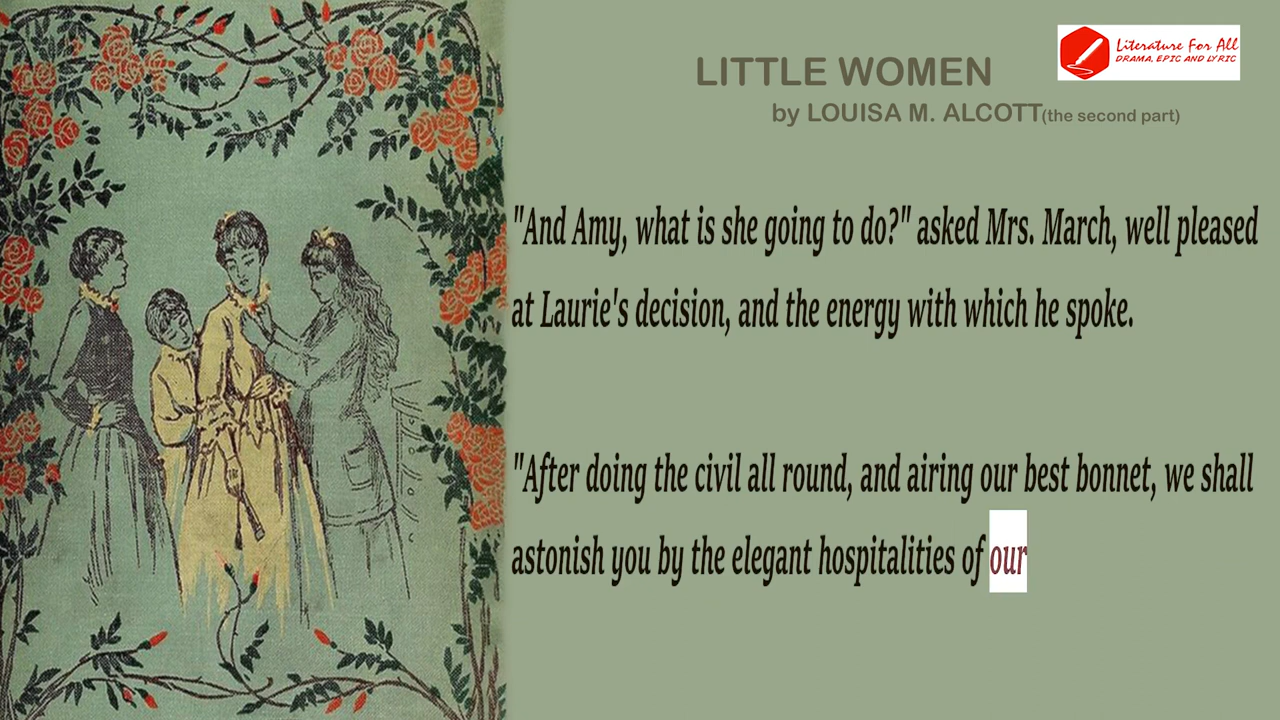 Literature For All
DRAMA, EPIC AND LYRIC
LITTLE WOMEN
by LOUISA M. ALCOTT(the second part)
"And Amy, what is she going to do?" asked Mrs. March, well pleased
at Laurie's decision, and the energy with which he spoke.
"After doing the civil all round, and airing our best bonnet, we shall
astonish you by the elegant hospitalities of our